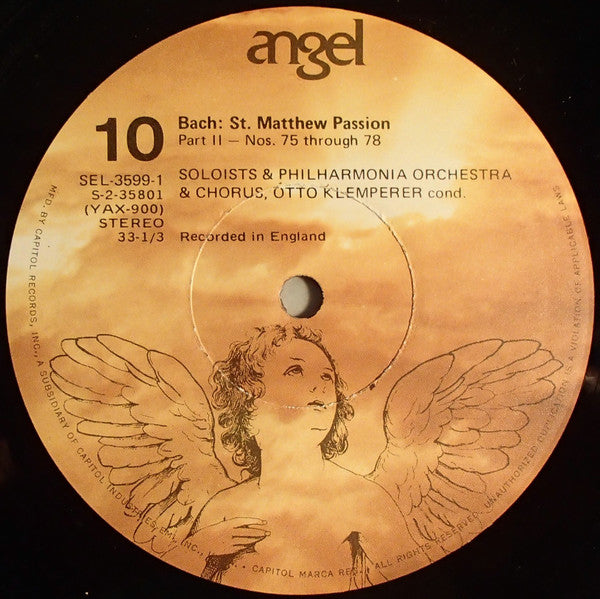 angel
10
Bach: St. Matthew Passion
Part II – Nos. 75 through 78
SEL-3599-1
S-2-35801
(YAX-900)
STEREO
33-1/3
SOLOISTS & PHILHARMONIA ORCHESTRA
& CHORUS, OTTO KLEMPERER cond.
Recorded in England
MFD. BY CAPITOL RECORDS, INC., A SUBSIDIARY OF CAPITOL INDUSTRIES-EMI, INC., • CAPITOL MARCA REG. • ALL RIGHTS RESERVED. UNAUTHORIZED DUPLICATION IS A VIOLATION OF APPLICABLE LAWS